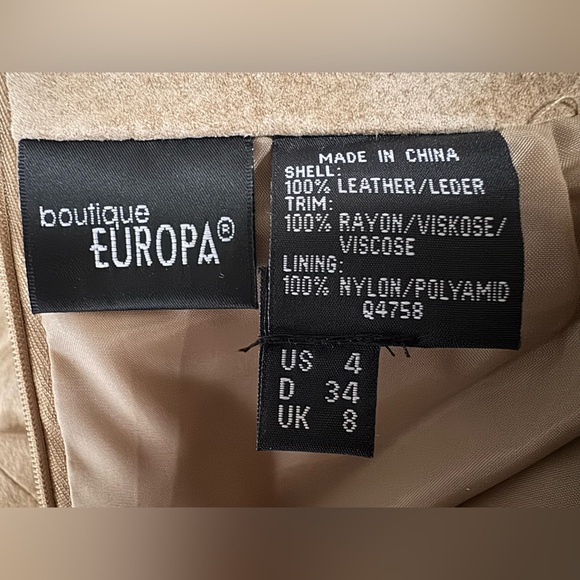 boutique
EUROPA®
MADE IN CHINA
SHELL:
100% LEATHER/LEDER
TRIM:
100% RAYON/VISKOSE/
VISCOSE
LINING:
100% NYLON/POLYAMID
Q4758
US 4
D 34
UK 8